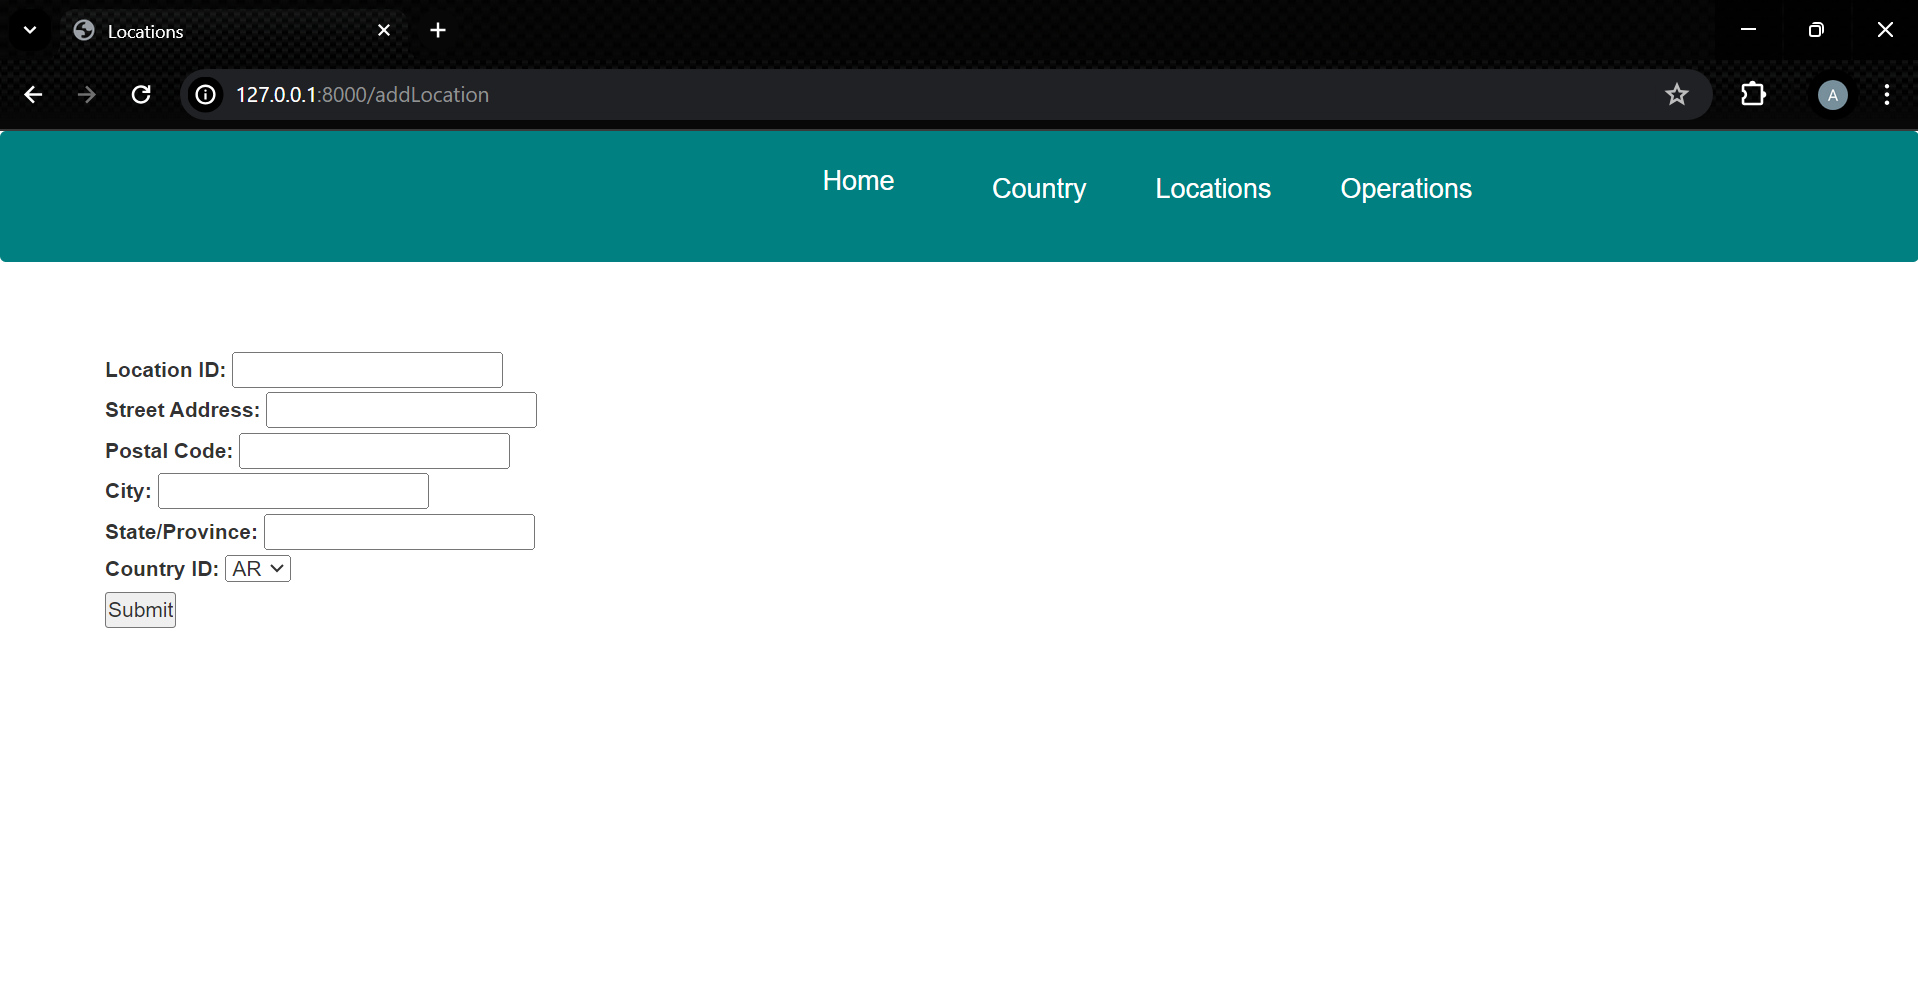 Locations
127.0.0.1:8000/addLocation
A
Home Country Locations Operations
Location ID:
Street Address:
Postal Code:
City:
State/Province:
Country ID: AR
Submit